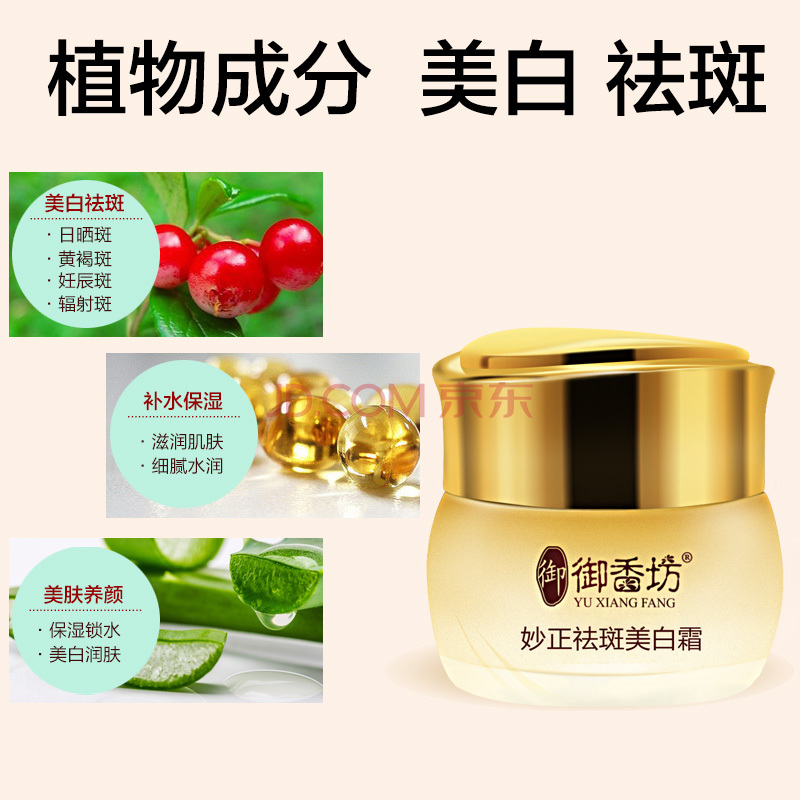 植物成分 美白 祛斑
美白祛斑
· 日晒斑
· 黄褐斑
· 妊辰斑
· 辐射斑
补水保湿
· 滋润肌肤
· 细腻水润
JD.COM 京东
美肤养颜
· 保湿锁水
· 美白润肤
御 御香坊®
YU XIANG FANG
妙正祛斑美白霜